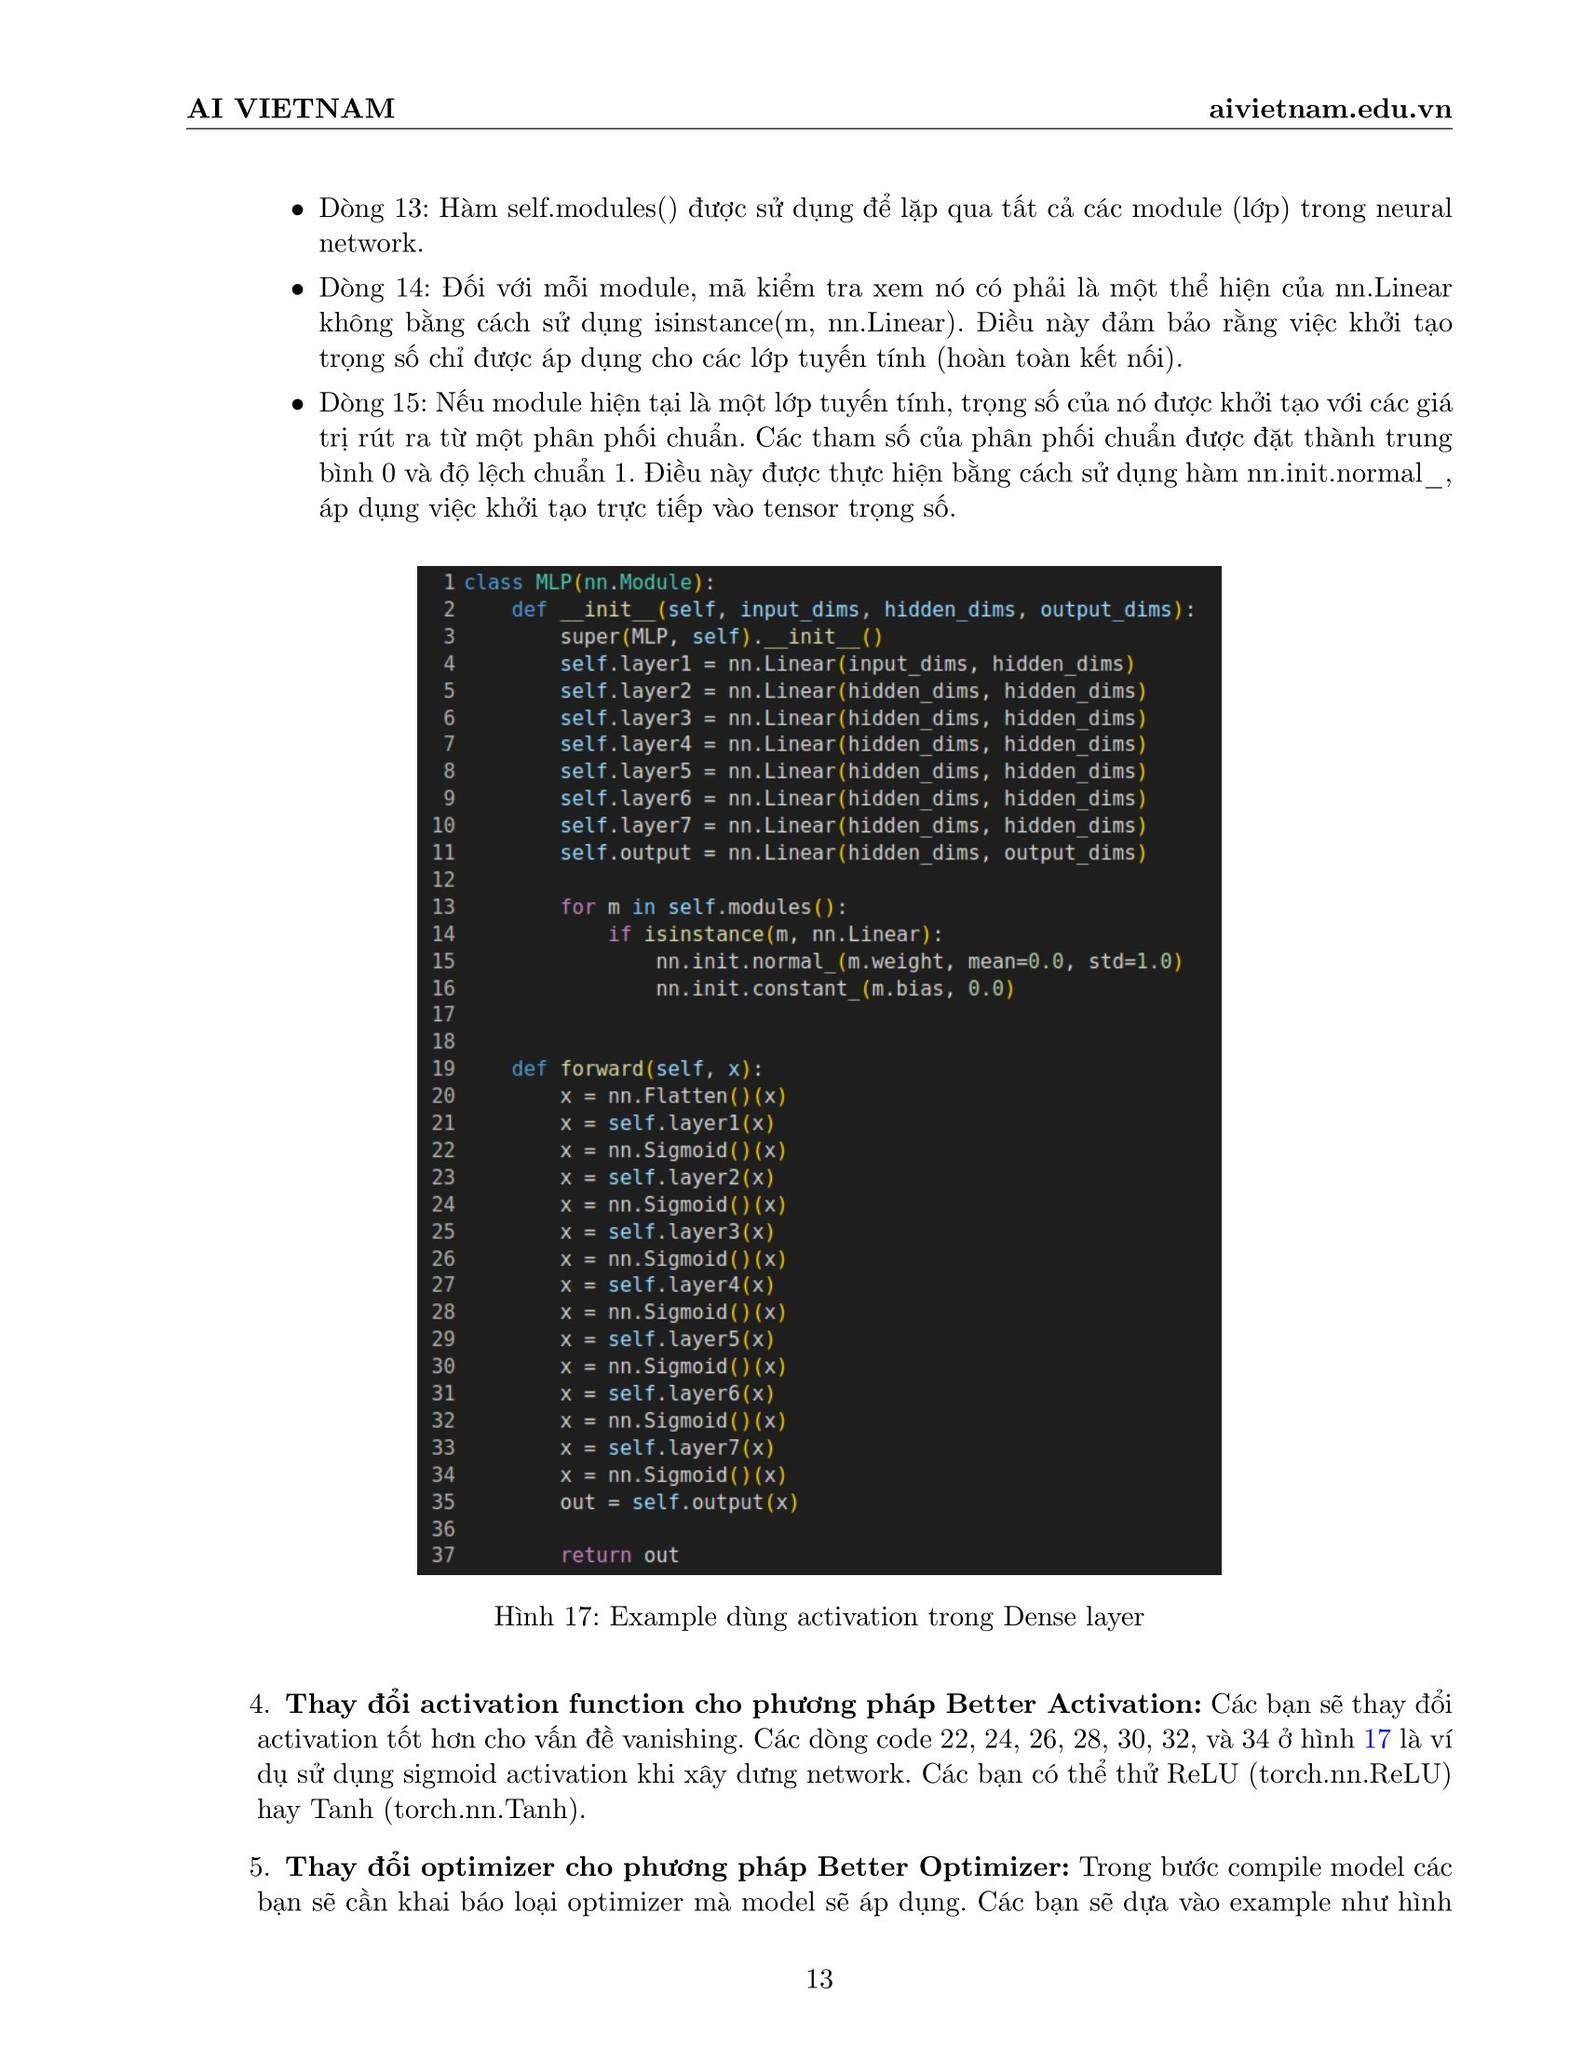 AI VIETNAM
aivietnam.edu.vn
• Dòng 13: Hàm self.modules() được sử dụng để lặp qua tất cả các module (lớp) trong neural
network.
• Dòng 14: Đối với mỗi module, mã kiểm tra xem nó có phải là một thể hiện của nn.Linear
không bằng cách sử dụng isinstance(m, nn.Linear). Điều này đảm bảo rằng việc khởi tạo
trọng số chỉ được áp dụng cho các lớp tuyến tính (hoàn toàn kết nối).
• Dòng 15: Nếu module hiện tại là một lớp tuyến tính, trọng số của nó được khởi tạo với các giá
trị rút ra từ một phân phối chuẩn. Các tham số của phân phối chuẩn được đặt thành trung
bình 0 và độ lệch chuẩn 1. Điều này được thực hiện bằng cách sử dụng hàm nn.init.normal_,
áp dụng việc khởi tạo trực tiếp vào tensor trọng số.
1 class MLP(nn.Module):
2     def __init__(self, input_dims, hidden_dims, output_dims):
3         super(MLP, self).__init__()
4         self.layer1 = nn.Linear(input_dims, hidden_dims)
5         self.layer2 = nn.Linear(hidden_dims, hidden_dims)
6         self.layer3 = nn.Linear(hidden_dims, hidden_dims)
7         self.layer4 = nn.Linear(hidden_dims, hidden_dims)
8         self.layer5 = nn.Linear(hidden_dims, hidden_dims)
9         self.layer6 = nn.Linear(hidden_dims, hidden_dims)
10         self.layer7 = nn.Linear(hidden_dims, hidden_dims)
11         self.output = nn.Linear(hidden_dims, output_dims)
12
13         for m in self.modules():
14             if isinstance(m, nn.Linear):
15                 nn.init.normal_(m.weight, mean=0.0, std=1.0)
16                 nn.init.constant_(m.bias, 0.0)
17
18
19     def forward(self, x):
20         x = nn.Flatten()(x)
21         x = self.layer1(x)
22         x = nn.Sigmoid()(x)
23         x = self.layer2(x)
24         x = nn.Sigmoid()(x)
25         x = self.layer3(x)
26         x = nn.Sigmoid()(x)
27         x = self.layer4(x)
28         x = nn.Sigmoid()(x)
29         x = self.layer5(x)
30         x = nn.Sigmoid()(x)
31         x = self.layer6(x)
32         x = nn.Sigmoid()(x)
33         x = self.layer7(x)
34         x = nn.Sigmoid()(x)
35         out = self.output(x)
36
37         return out
Hình 17: Example dùng activation trong Dense layer
4. Thay đổi activation function cho phương pháp Better Activation: Các bạn sẽ thay đổi
activation tốt hơn cho vấn đề vanishing. Các dòng code 22, 24, 26, 28, 30, 32, và 34 ở hình 17 là ví
dụ sử dụng sigmoid activation khi xây dưng network. Các bạn có thể thử ReLU (torch.nn.ReLU)
hay Tanh (torch.nn.Tanh).
5. Thay đổi optimizer cho phương pháp Better Optimizer: Trong bước compile model các
bạn sẽ cần khai báo loại optimizer mà model sẽ áp dụng. Các bạn sẽ dựa vào example như hình
13